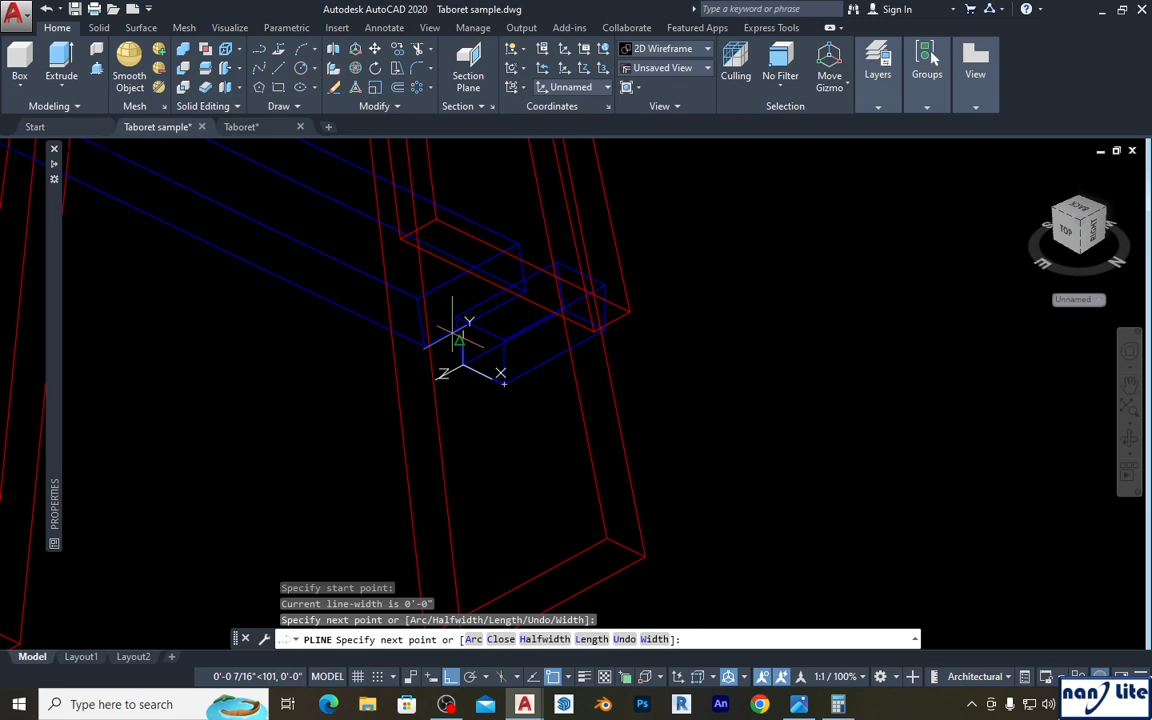 Autodesk AutoCAD 2020 Taboret sample.dwg
Type a keyword or phrase
Sign In
Home Solid Surface Mesh Visualize Parametric Insert Annotate View Manage Output Add-ins Collaborate Featured Apps Express Tools
Box Extrude Smooth Object Section Plane 2D Wireframe Unsaved View Unnamed Culling No Filter Move Gizmo Layers Groups View
Modeling Mesh Solid Editing Draw Modify Section Coordinates View Selection
Start Taboret sample* Taboret*
BACK
TOP
RIGHT
N
Unnamed
Y
Z X
PROPERTIES
Specify start point:
Current line-width is 0'-0"
Specify next point or [Arc/Halfwidth/Length/Undo/Width]:
PLINE Specify next point or [Arc Close Halfwidth Length Undo Width]:
Model Layout1 Layout2
0'-0 7/16"<101, 0'-0" MODEL 1:1 / 100% Architectural
Type here to search
nanJlite